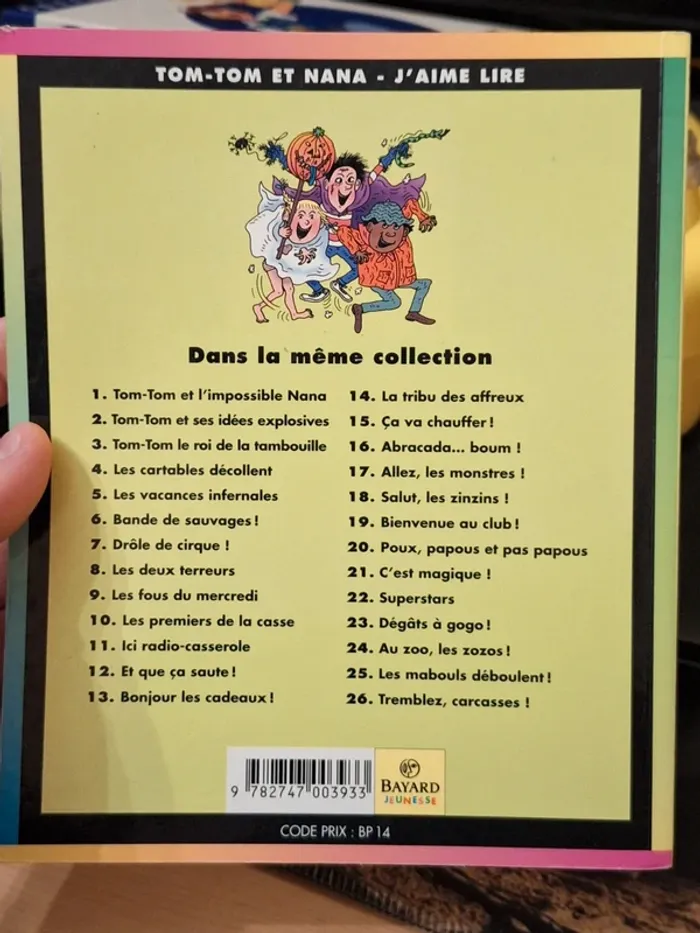 TOM-TOM ET NANA - J'AIME LIRE
Dans la même collection
1. Tom-Tom et l'impossible Nana
2. Tom-Tom et ses idées explosives
3. Tom-Tom le roi de la tambouille
4. Les cartables décollent
5. Les vacances infernales
6. Bande de sauvages !
7. Drôle de cirque !
8. Les deux terreurs
9. Les fous du mercredi
10. Les premiers de la casse
11. Ici radio-casserole
12. Et que ça saute !
13. Bonjour les cadeaux !
14. La tribu des affreux
15. Ça va chauffer !
16. Abracada... boum !
17. Allez, les monstres !
18. Salut, les zinzins !
19. Bienvenue au club !
20. Poux, papous et pas papous
21. C'est magique !
22. Superstars
23. Dégâts à gogo !
24. Au zoo, les zozos !
25. Les mabouls déboulent !
26. Tremblez, carcasses !
9 782747 003933
BAYARD
JEUNESSE
CODE PRIX : BP 14